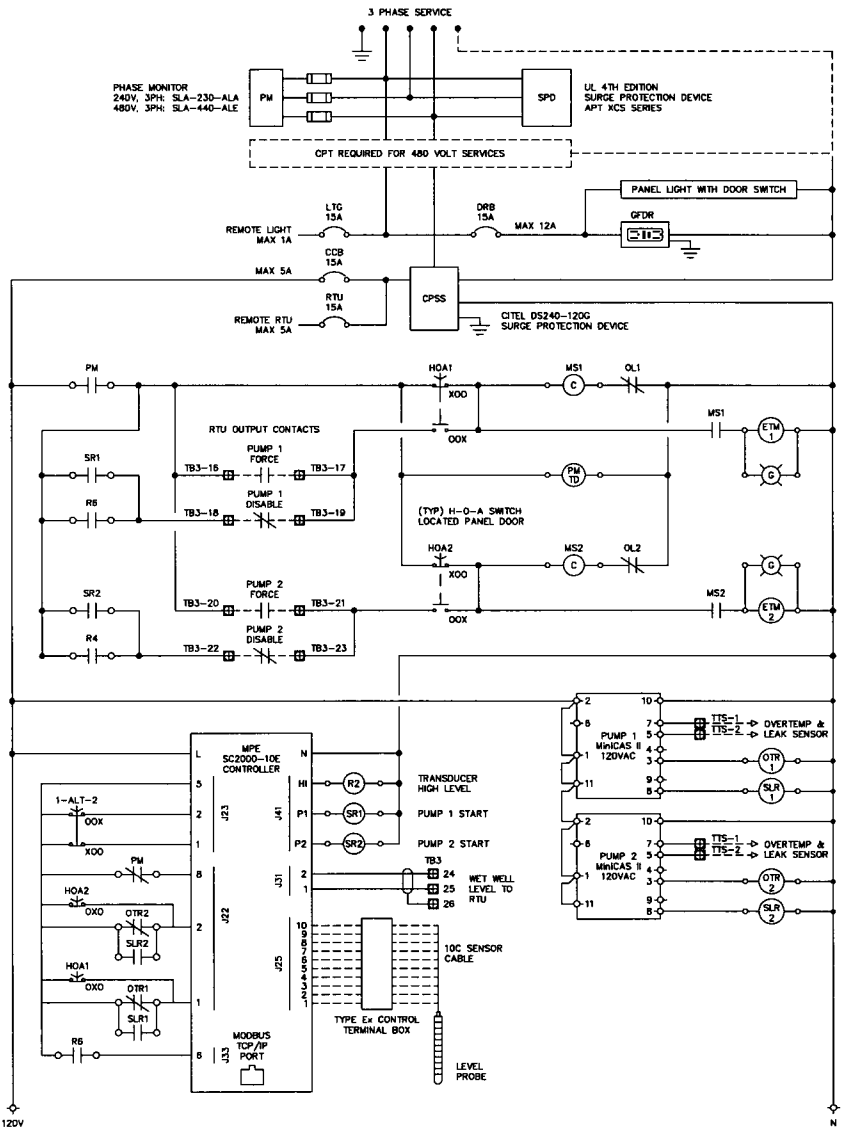 3 PHASE SERVICE
PHASE MONITOR
240V, 3PH: SLA-230-ALA
480V, 3PH: SLA-440-ALE
PM
SPD
UL 4TH EDITION
SURGE PROTECTION DEVICE
APT XCS SERIES
CPT REQUIRED FOR 480 VOLT SERVICES
PANEL LIGHT WITH DOOR SWITCH
LTG
15A
DRB
15A
MAX 12A
GFDR
REMOTE LIGHT
MAX 1A
CCB
15A
MAX 5A
RTU
15A
REMOTE RTU
MAX 5A
CPSS
CITEL DS240-120G
SURGE PROTECTION DEVICE
PM
HOA1
XOO
OOX
MS1
C
OL1
MS1
ETM
1
G
RTU OUTPUT CONTACTS
SR1
PUMP 1
FORCE
TB3-16
TB3-17
PM
TD
R6
PUMP 1
DISABLE
TB3-18
TB3-19
(TYP) H-O-A SWITCH
LOCATED PANEL DOOR
HOA2
XOO
OOX
MS2
C
OL2
G
MS2
ETM
2
SR2
PUMP 2
FORCE
TB3-20
TB3-21
R4
PUMP 2
DISABLE
TB3-22
TB3-23
MPE
SC2000-10E
CONTROLLER
L
N
5
2
1
J23
8
2
1
J22
6
J33
HI
P1
P2
J41
2
1
J31
10
9
8
7
6
5
4
3
2
1
J25
MODBUS
TCP/IP
PORT
1-ALT-2
OOX
XOO
PM
HOA2
OXO
OTR2
SLR2
HOA1
OXO
OTR1
SLR1
R6
R2
TRANSDUCER
HIGH LEVEL
SR1
PUMP 1 START
SR2
PUMP 2 START
TB3
24
25
26
WET WELL
LEVEL TO
RTU
10C SENSOR
CABLE
TYPE Ex CONTROL
TERMINAL BOX
LEVEL
PROBE
2
6
1
11
PUMP 1
MiniCAS II
120VAC
10
7
5
4
3
9
8
TTS-1
TTS-2
OVERTEMP &
LEAK SENSOR
OTR
1
SLR
1
2
6
1
11
PUMP 2
MiniCAS II
120VAC
10
7
5
4
3
9
8
TTS-1
TTS-2
OVERTEMP &
LEAK SENSOR
OTR
2
SLR
2
120V
N